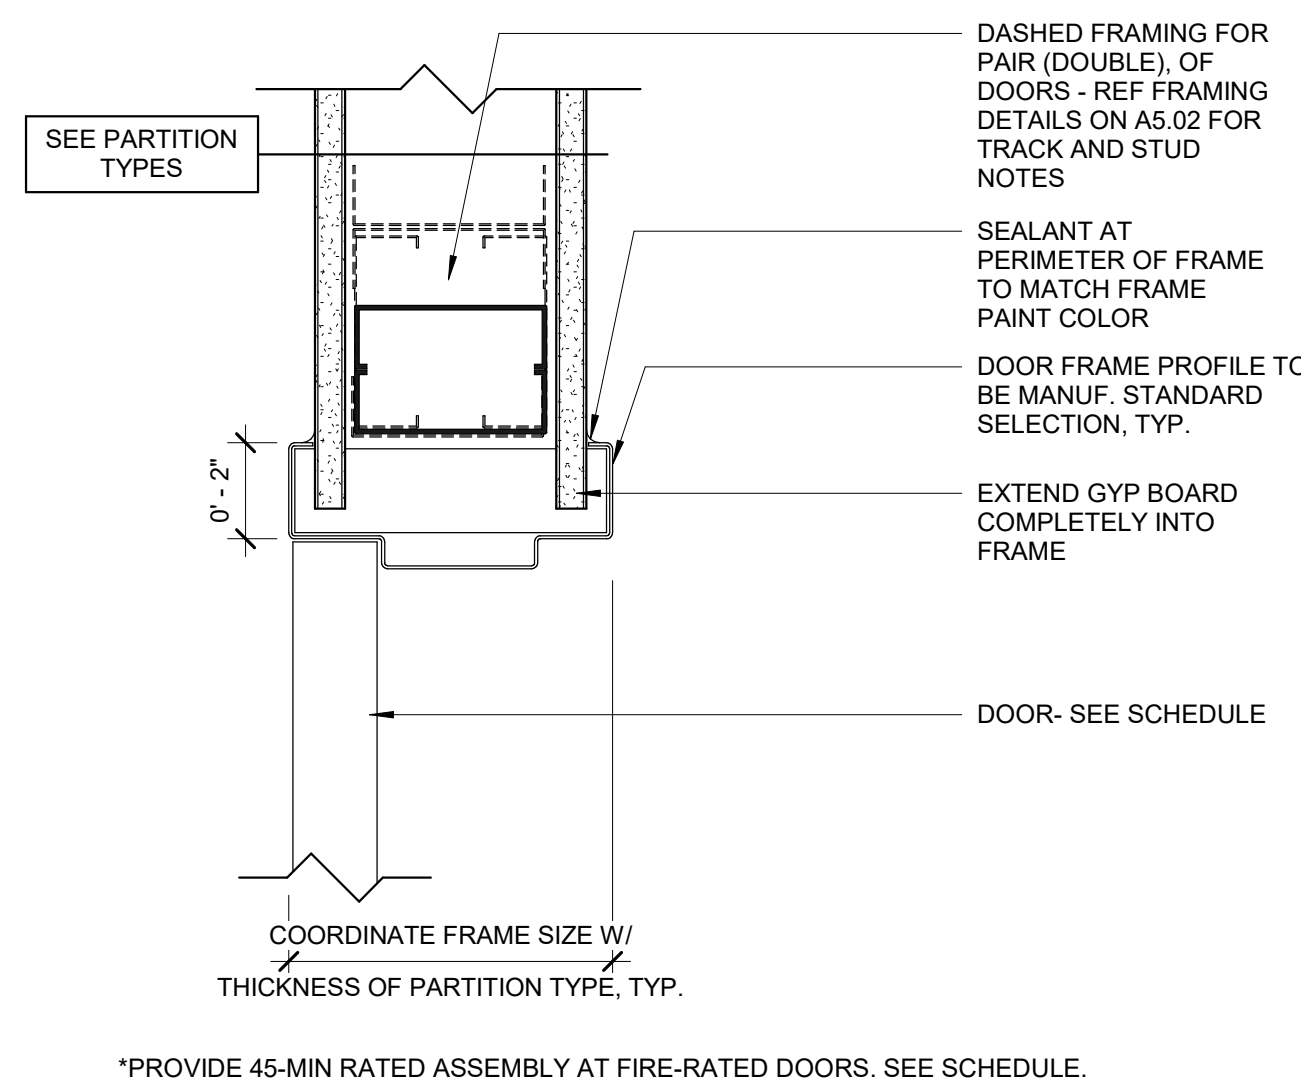 DASHED FRAMING FOR
PAIR (DOUBLE), OF
DOORS - REF FRAMING
DETAILS ON A5.02 FOR
TRACK AND STUD
NOTES
SEE PARTITION
TYPES
SEALANT AT
PERIMETER OF FRAME
TO MATCH FRAME
PAINT COLOR
DOOR FRAME PROFILE TO
BE MANUF. STANDARD
SELECTION, TYP.
0' - 2"
EXTEND GYP BOARD
COMPLETELY INTO
FRAME
DOOR- SEE SCHEDULE
COORDINATE FRAME SIZE W/
THICKNESS OF PARTITION TYPE, TYP.
*PROVIDE 45-MIN RATED ASSEMBLY AT FIRE-RATED DOORS. SEE SCHEDULE.